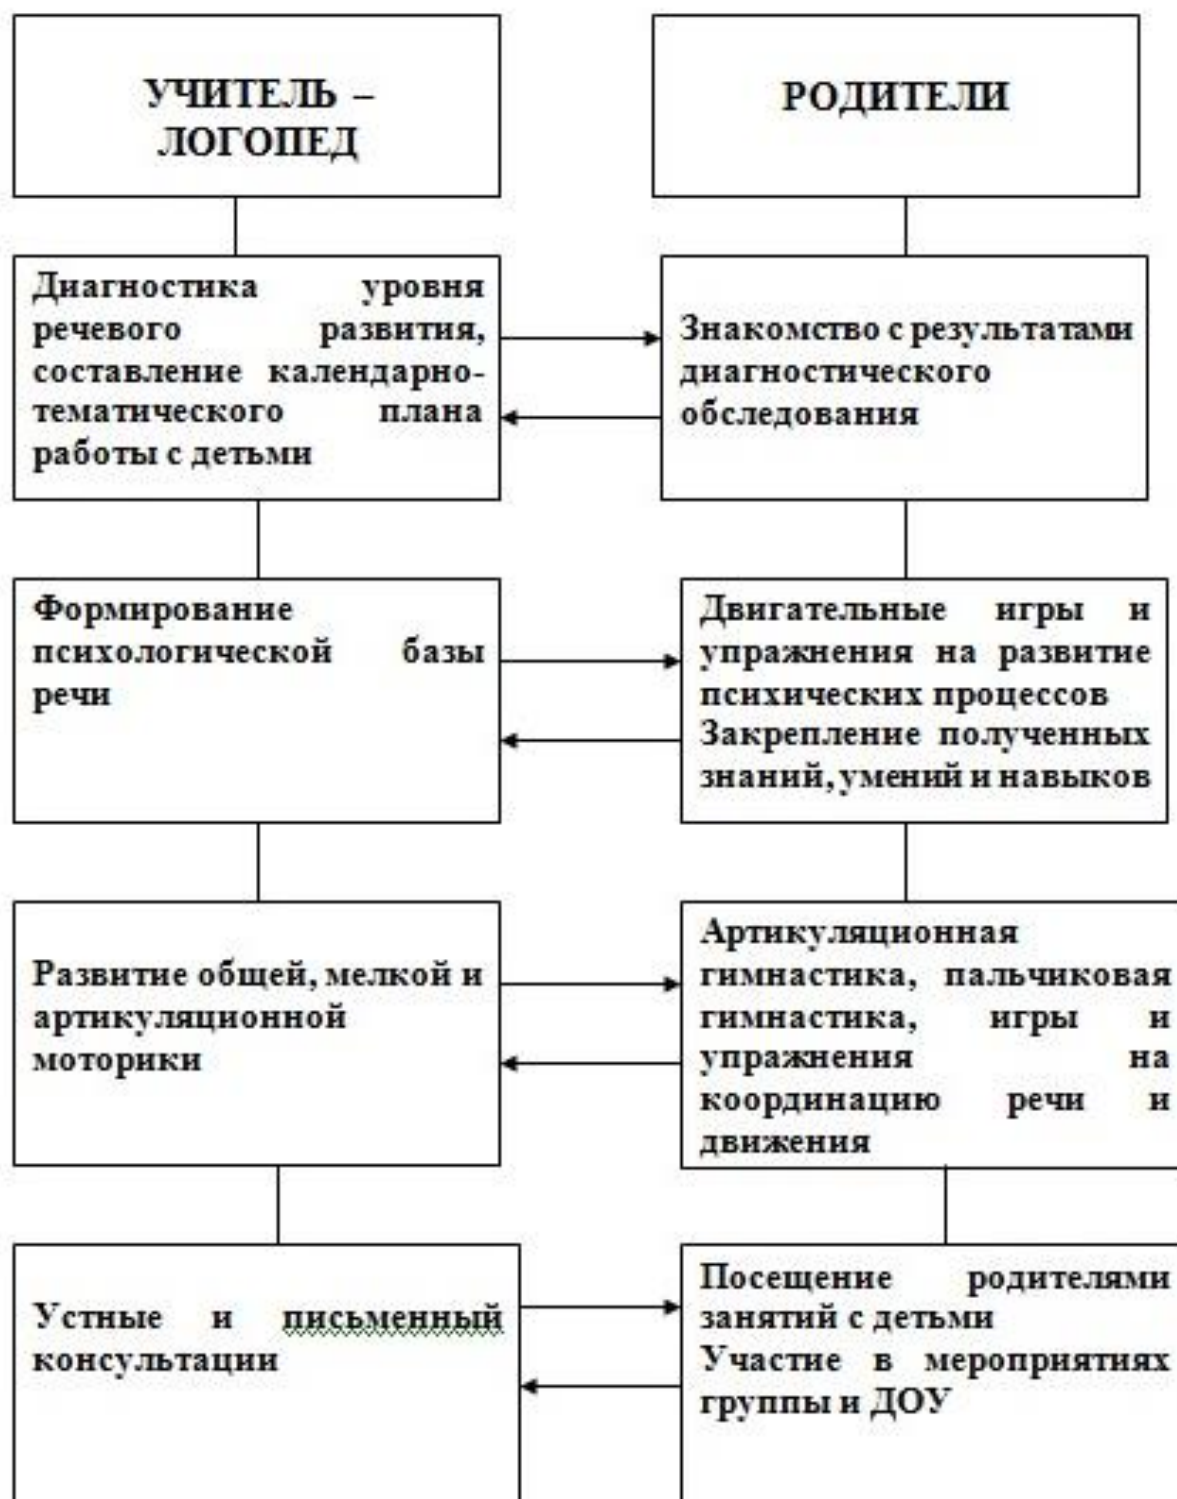 УЧИТЕЛЬ –
ЛОГОПЕД
РОДИТЕЛИ
Диагностика уровня
речевого развития,
составление календарно-
тематического плана
работы с детьми
Знакомство с результатами
диагностического
обследования
Формирование
психологической базы
речи
Двигательные игры и
упражнения на развитие
психических процессов
Закрепление полученных
знаний, умений и навыков
Развитие общей, мелкой и
артикуляционной
моторики
Артикуляционная
гимнастика, пальчиковая
гимнастика, игры и
упражнения на
координацию речи и
движения
Устные и письменный
консультации
Посещение родителями
занятий с детьми
Участие в мероприятиях
группы и ДОУ